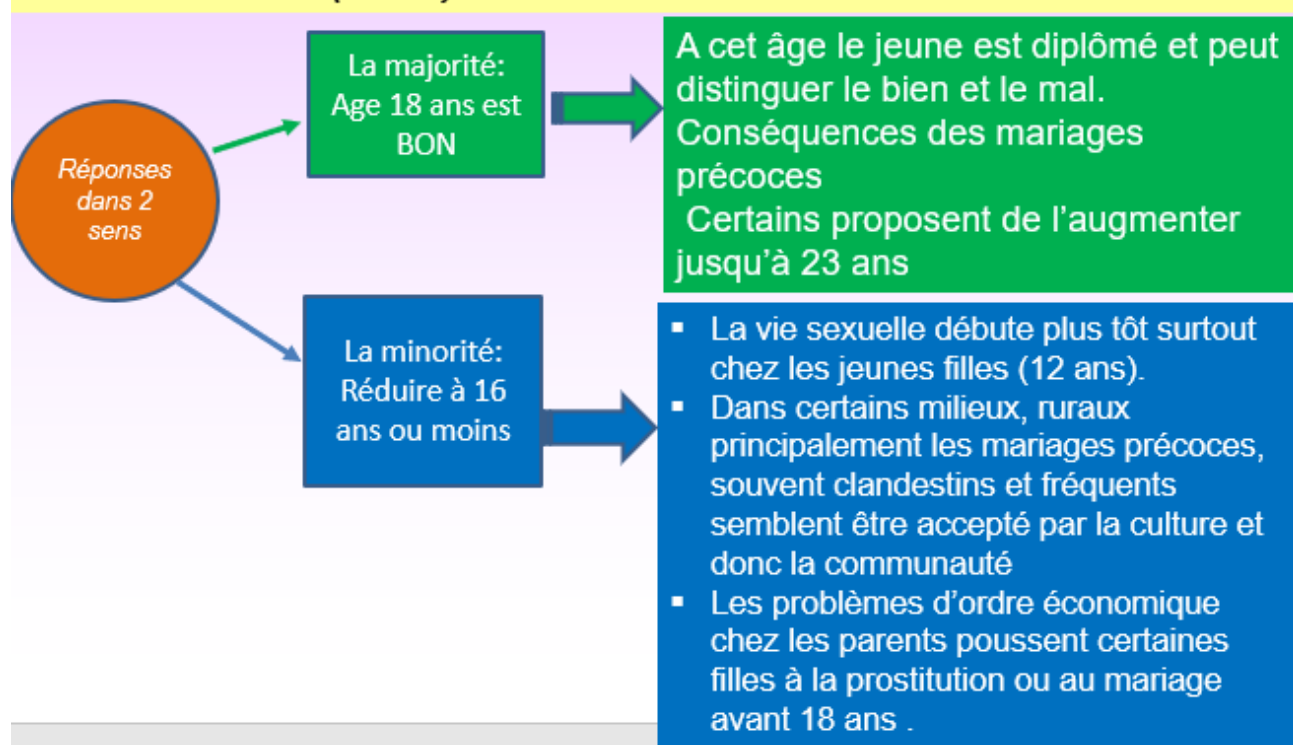 Réponses
dans 2
sens
La majorité:
Age 18 ans est
BON
A cet âge le jeune est diplômé et peut
distinguer le bien et le mal.
Conséquences des mariages
précoces
Certains proposent de l’augmenter
jusqu’à 23 ans
La minorité:
Réduire à 16
ans ou moins
▪ La vie sexuelle débute plus tôt surtout
chez les jeunes filles (12 ans).
▪ Dans certains milieux, ruraux
principalement les mariages précoces,
souvent clandestins et fréquents
semblent être accepté par la culture et
donc la communauté
▪ Les problèmes d’ordre économique
chez les parents poussent certaines
filles à la prostitution ou au mariage
avant 18 ans .